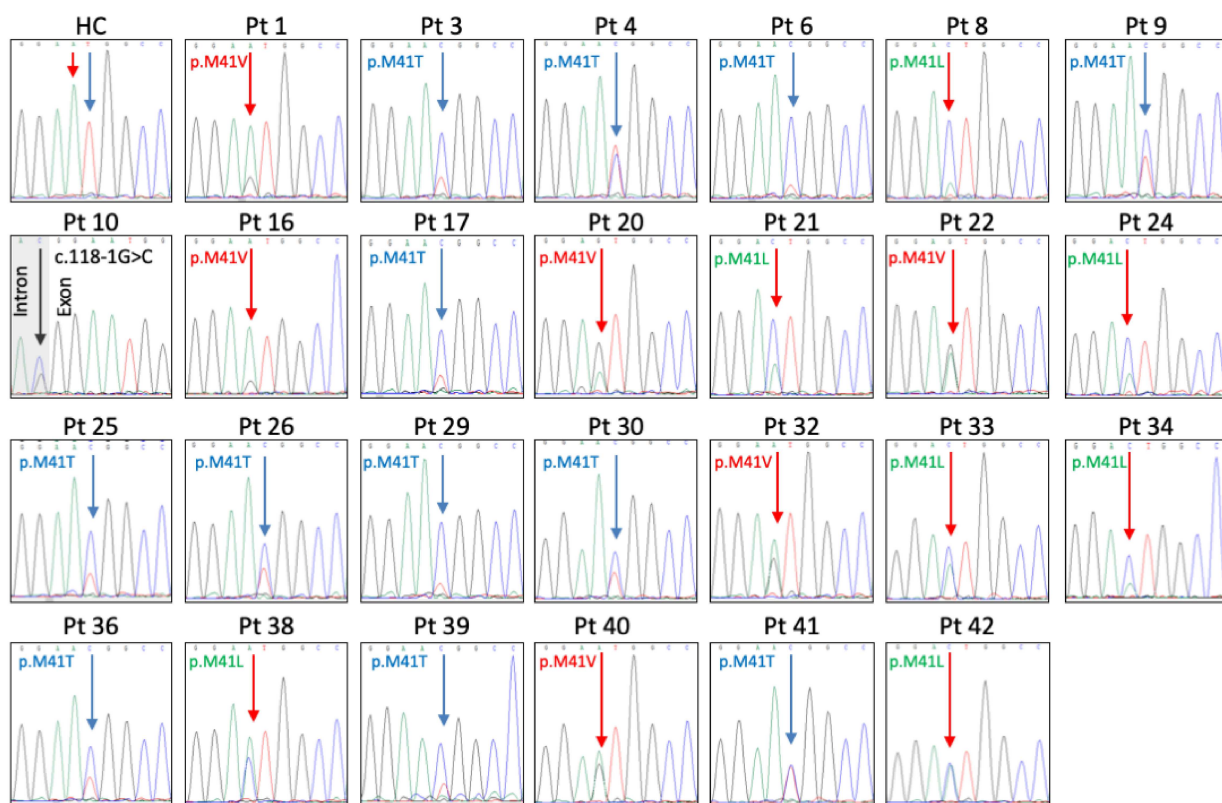 HC Pt 1 Pt 3 Pt 4 Pt 6 Pt 8 Pt 9
G G A A T G G C C G G A A T G G C C G G A A C G G C C G G A A C G G C C G G A A C G G C C G G A C T G G C C G G A A C G G C C
p.M41V p.M41T p.M41T p.M41T p.M41L p.M41T
Pt 10 Pt 16 Pt 17 Pt 20 Pt 21 Pt 22 Pt 24
A C G G A A T G G G G A A T G G C C G G A A C G G C C G G A G T G G C C G G A C T G G C C G G A G T G G C C G G A C T G G C C
c.118-1G>C p.M41V p.M41T p.M41V p.M41L p.M41V p.M41L
Intron Exon
Pt 25 Pt 26 Pt 29 Pt 30 Pt 32 Pt 33 Pt 34
G G A A C G G C C G G A A C G G C C G G A A C G G C C G G A A C G G C C G G A A T G G C C G G A C T G G C C G G A C T G G C C
p.M41T p.M41T p.M41T p.M41T p.M41V p.M41L p.M41L
Pt 36 Pt 38 Pt 39 Pt 40 Pt 41 Pt 42
G G A A C G G C C G G A A T G G C C G G A A C G G C C G G A A T G G C C G G A A C G G C C G G A C T G G C C
p.M41T p.M41L p.M41T p.M41V p.M41T p.M41L